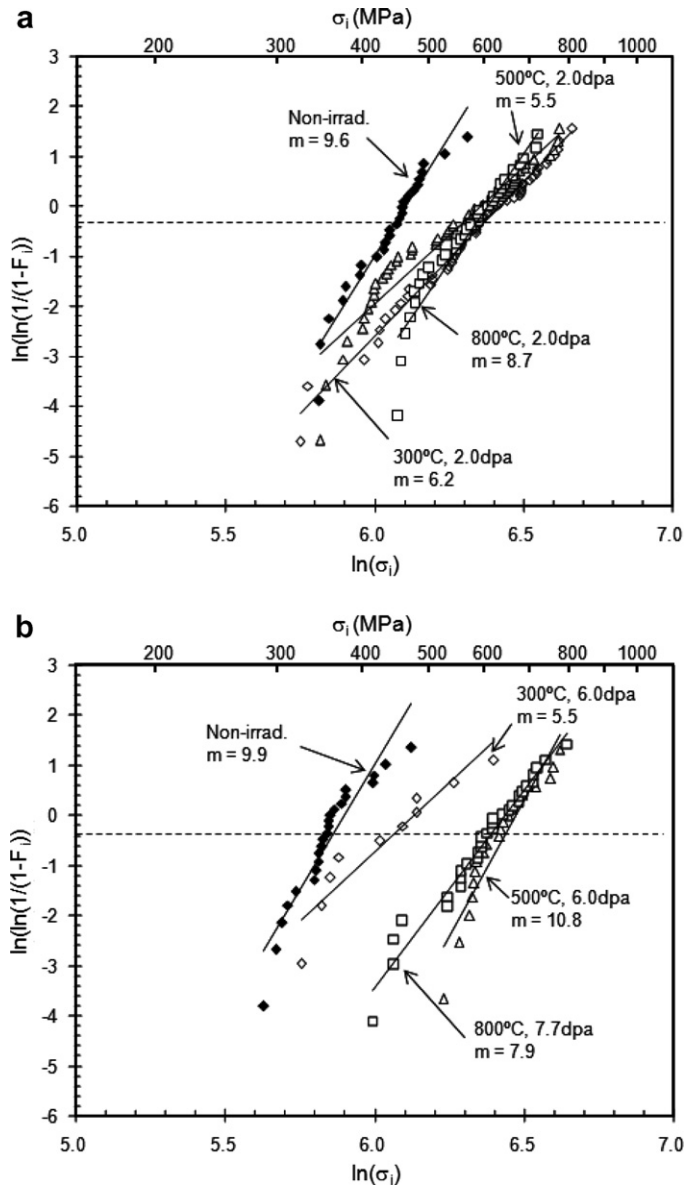 a
σi (MPa)
200 300 400 500 600 700 800 1000
3
2
1
0
-1
-2
-3
-4
-5
-6
ln(ln(1/(1-Fi)))
Non-irrad.
m = 9.6
500ºC, 2.0dpa
m = 5.5
800ºC, 2.0dpa
m = 8.7
300ºC, 2.0dpa
m = 6.2
5.0 5.5 6.0 6.5 7.0
ln(σi)
b
σi (MPa)
200 300 400 500 600 700 800 1000
3
2
1
0
-1
-2
-3
-4
-5
-6
ln(ln(1/(1-Fi)))
Non-irrad.
m = 9.9
300ºC, 6.0dpa
m = 5.5
500ºC, 6.0dpa
m = 10.8
800ºC, 7.7dpa
m = 7.9
5.0 5.5 6.0 6.5 7.0
ln(σi)